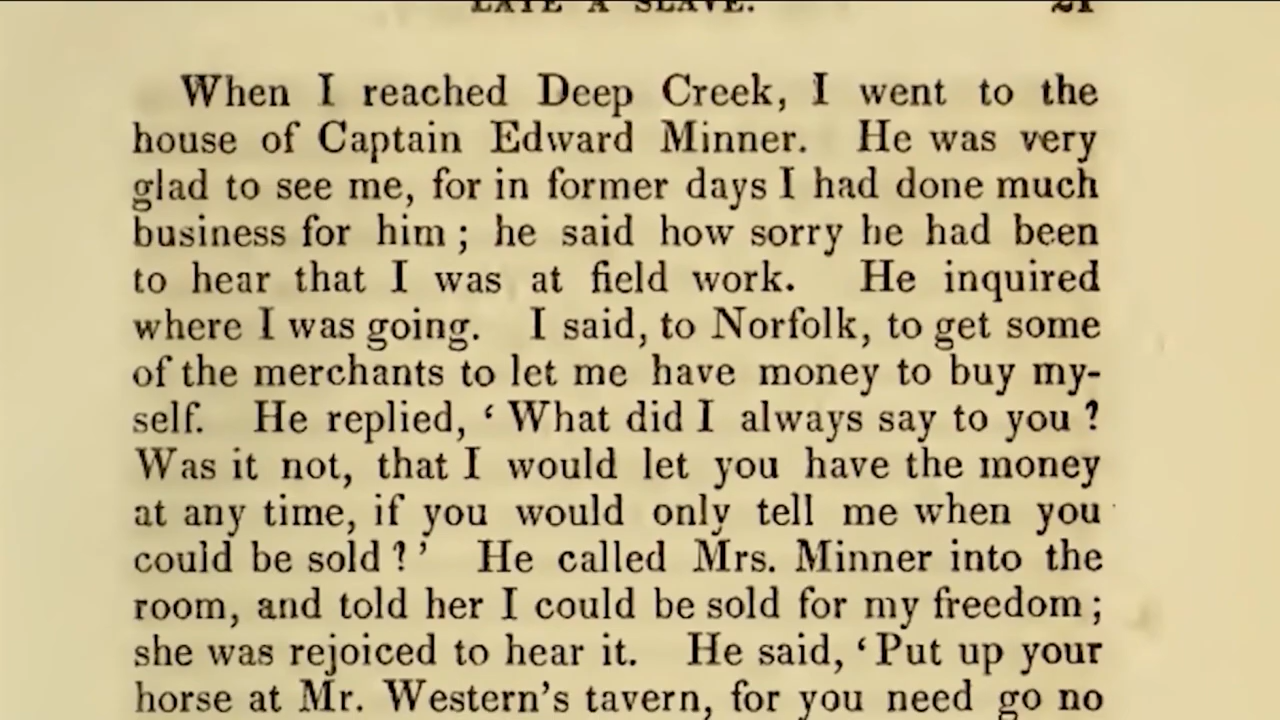 LATE A SLAVE. 21
When I reached Deep Creek, I went to the
house of Captain Edward Minner. He was very
glad to see me, for in former days I had done much
business for him ; he said how sorry he had been
to hear that I was at field work. He inquired
where I was going. I said, to Norfolk, to get some
of the merchants to let me have money to buy my-
self. He replied, ‘ What did I always say to you ?
Was it not, that I would let you have the money
at any time, if you would only tell me when you
could be sold ? ’ He called Mrs. Minner into the
room, and told her I could be sold for my freedom ;
she was rejoiced to hear it. He said, ‘ Put up your
horse at Mr. Western’s tavern, for you need go no